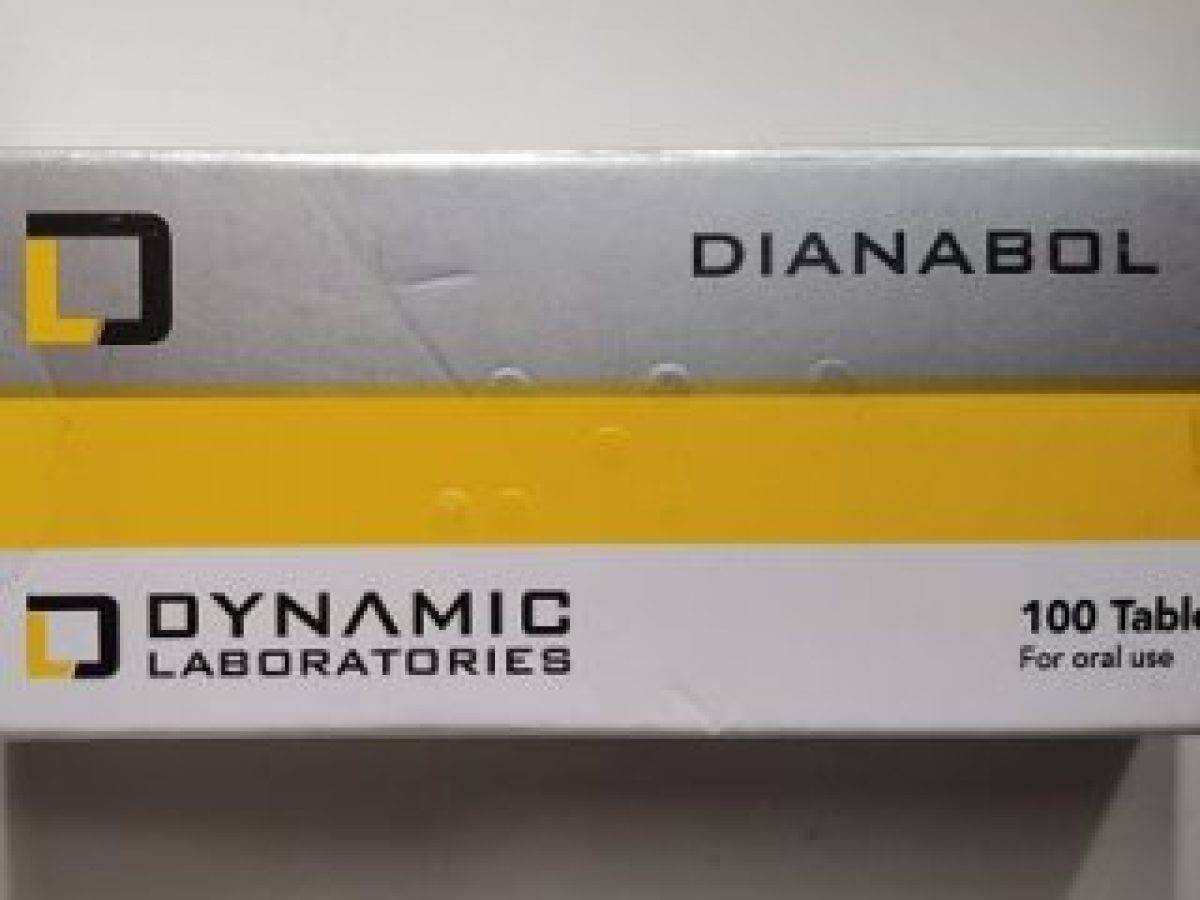 DIANABOL
DYNAMIC
LABORATORIES
100 Table
For oral use